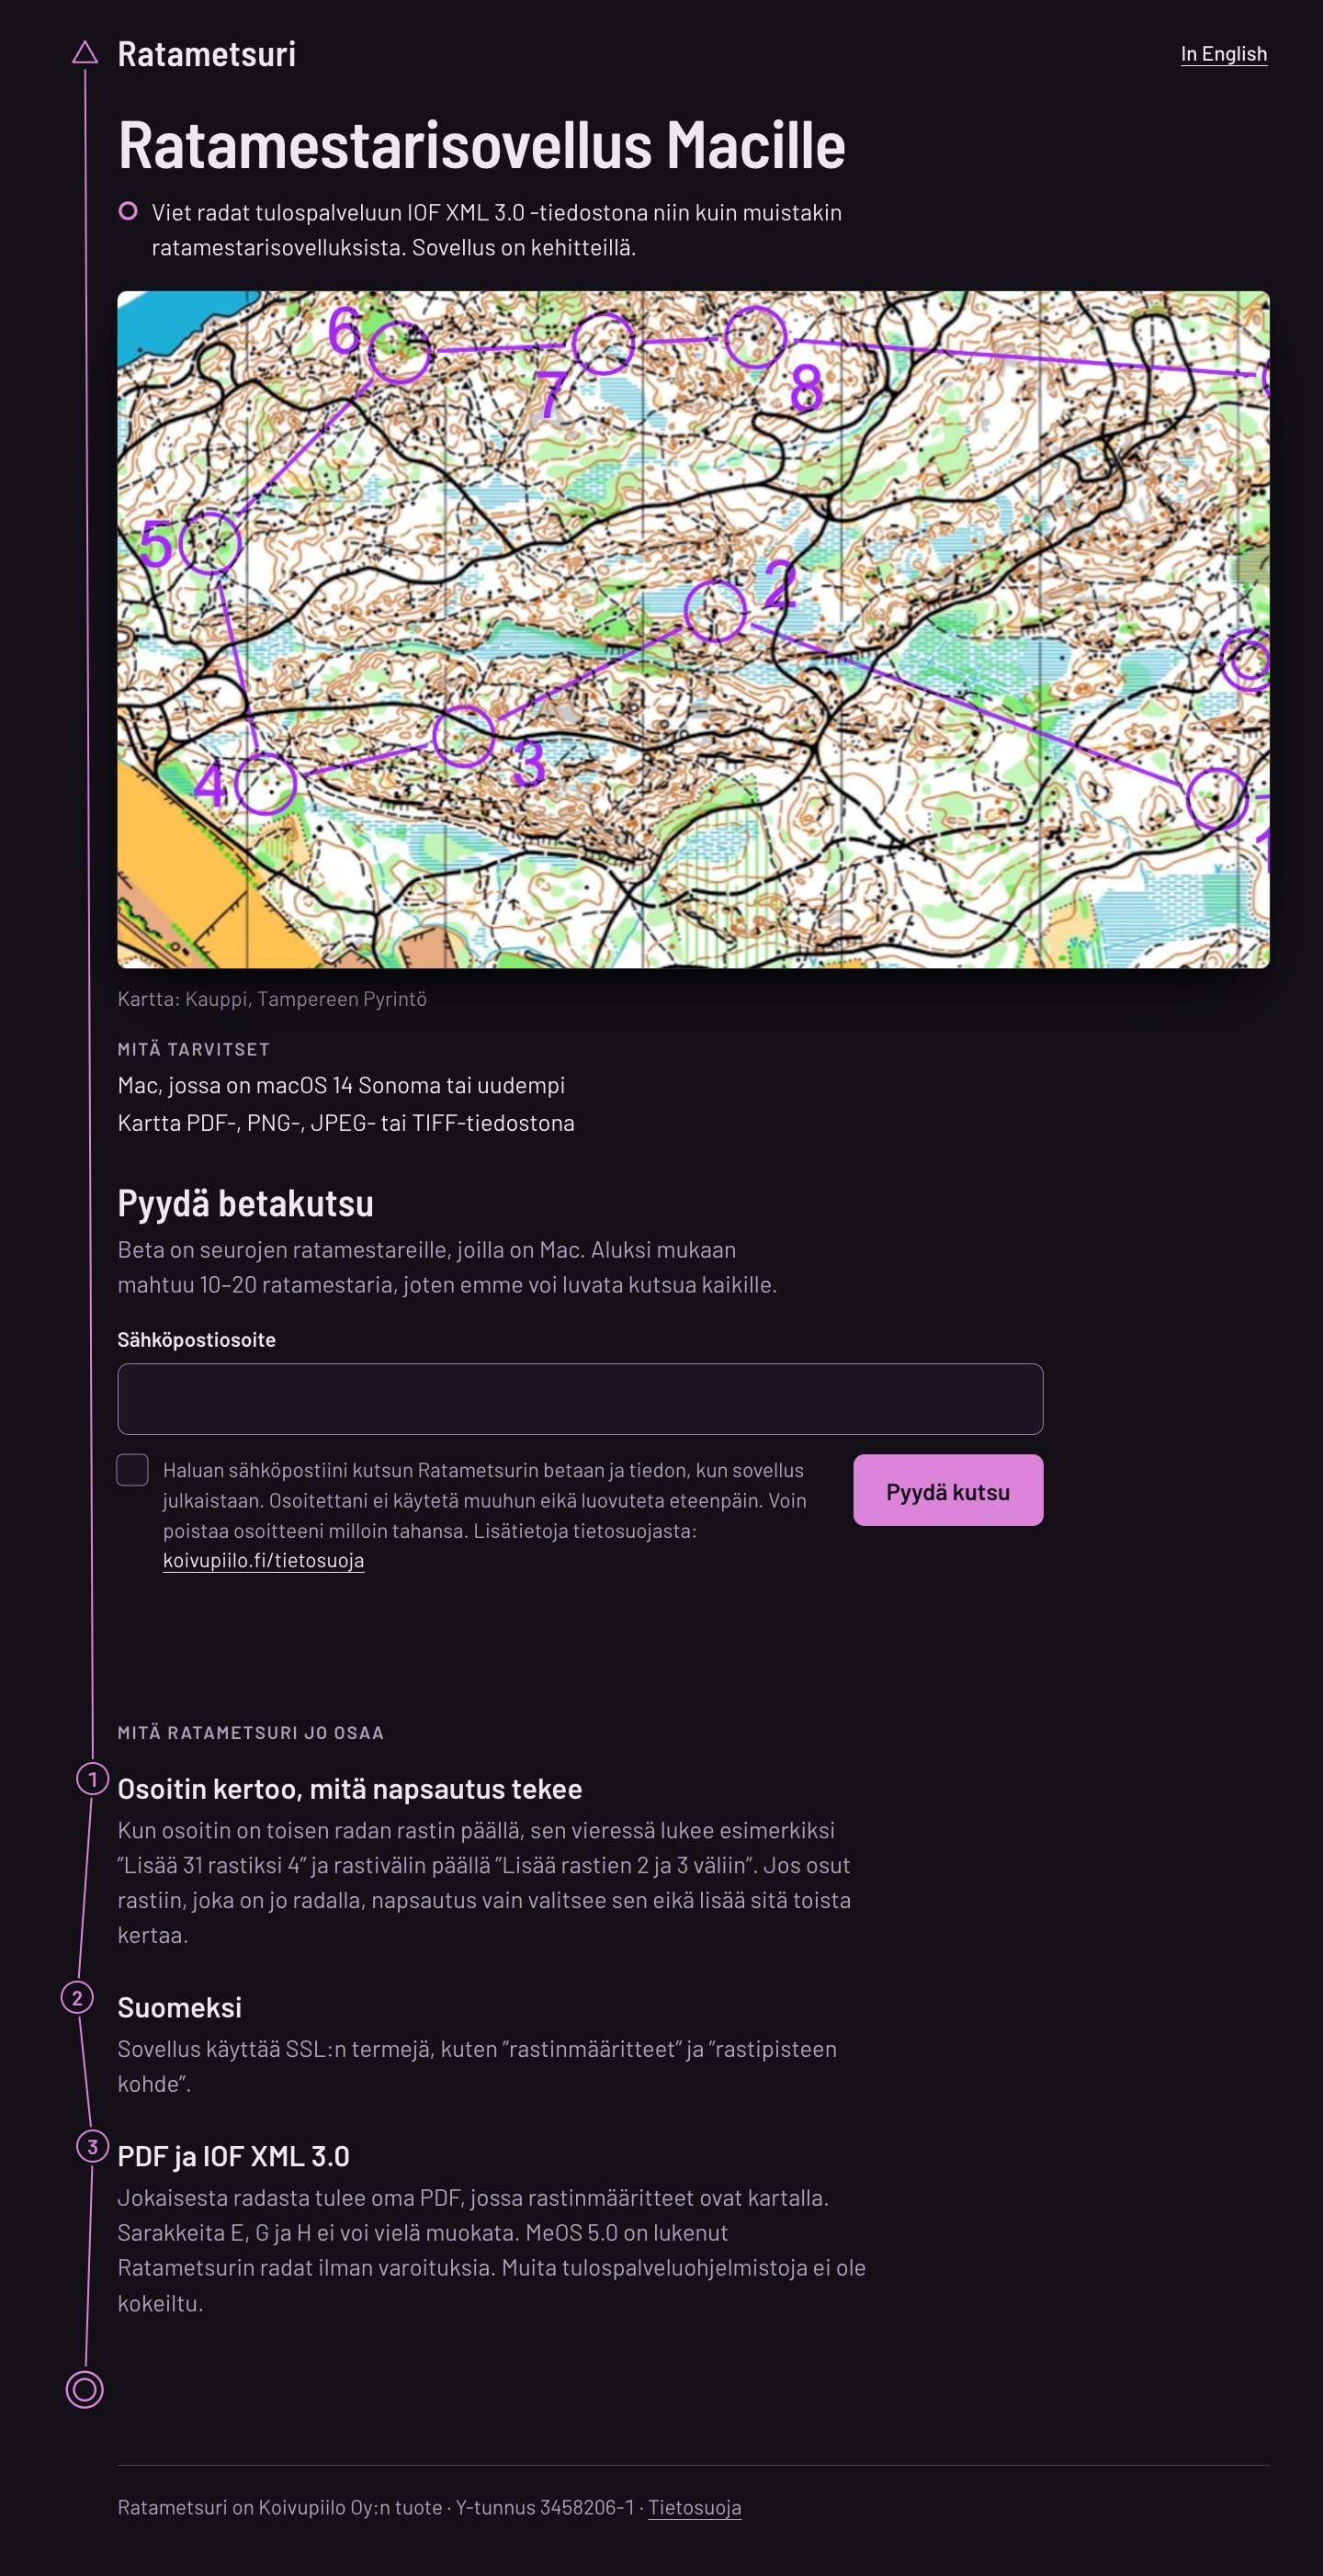 Ratametsuri
In English
Ratamestarisovellus Macille
Viet radat tulospalveluun IOF XML 3.0 -tiedostona niin kuin muistakin
ratamestarisovelluksista. Sovellus on kehitteillä.
6
7
8
5
2
4
3
1
Kartta: Kauppi, Tampereen Pyrintö
MITÄ TARVITSET
Mac, jossa on macOS 14 Sonoma tai uudempi
Kartta PDF-, PNG-, JPEG- tai TIFF-tiedostona
Pyydä betakutsu
Beta on seurojen ratamestareille, joilla on Mac. Aluksi mukaan
mahtuu 10–20 ratamestaria, joten emme voi luvata kutsua kaikille.
Sähköpostiosoite
Haluan sähköpostiini kutsun Ratametsurin betaan ja tiedon, kun sovellus
julkaistaan. Osoitettani ei käytetä muuhun eikä luovuteta eteenpäin. Voin
poistaa osoitteeni milloin tahansa. Lisätietoja tietosuojasta:
koivupiilo.fi/tietosuoja
Pyydä kutsu
MITÄ RATAMETSURI JO OSAA
1 Osoitin kertoo, mitä napsautus tekee
Kun osoitin on toisen radan rastin päällä, sen vieressä lukee esimerkiksi
”Lisää 31 rastiksi 4” ja rastivälin päällä ”Lisää rastien 2 ja 3 väliin”. Jos osut
rastiin, joka on jo radalla, napsautus vain valitsee sen eikä lisää sitä toista
kertaa.
2 Suomeksi
Sovellus käyttää SSL:n termejä, kuten ”rastinmääritteet” ja ”rastipisteen
kohde”.
3 PDF ja IOF XML 3.0
Jokaisesta radasta tulee oma PDF, jossa rastinmääritteet ovat kartalla.
Sarakkeita E, G ja H ei voi vielä muokata. MeOS 5.0 on lukenut
Ratametsurin radat ilman varoituksia. Muita tulospalveluohjelmistoja ei ole
kokeiltu.
Ratametsuri on Koivupiilo Oy:n tuote · Y-tunnus 3458206-1 · Tietosuoja